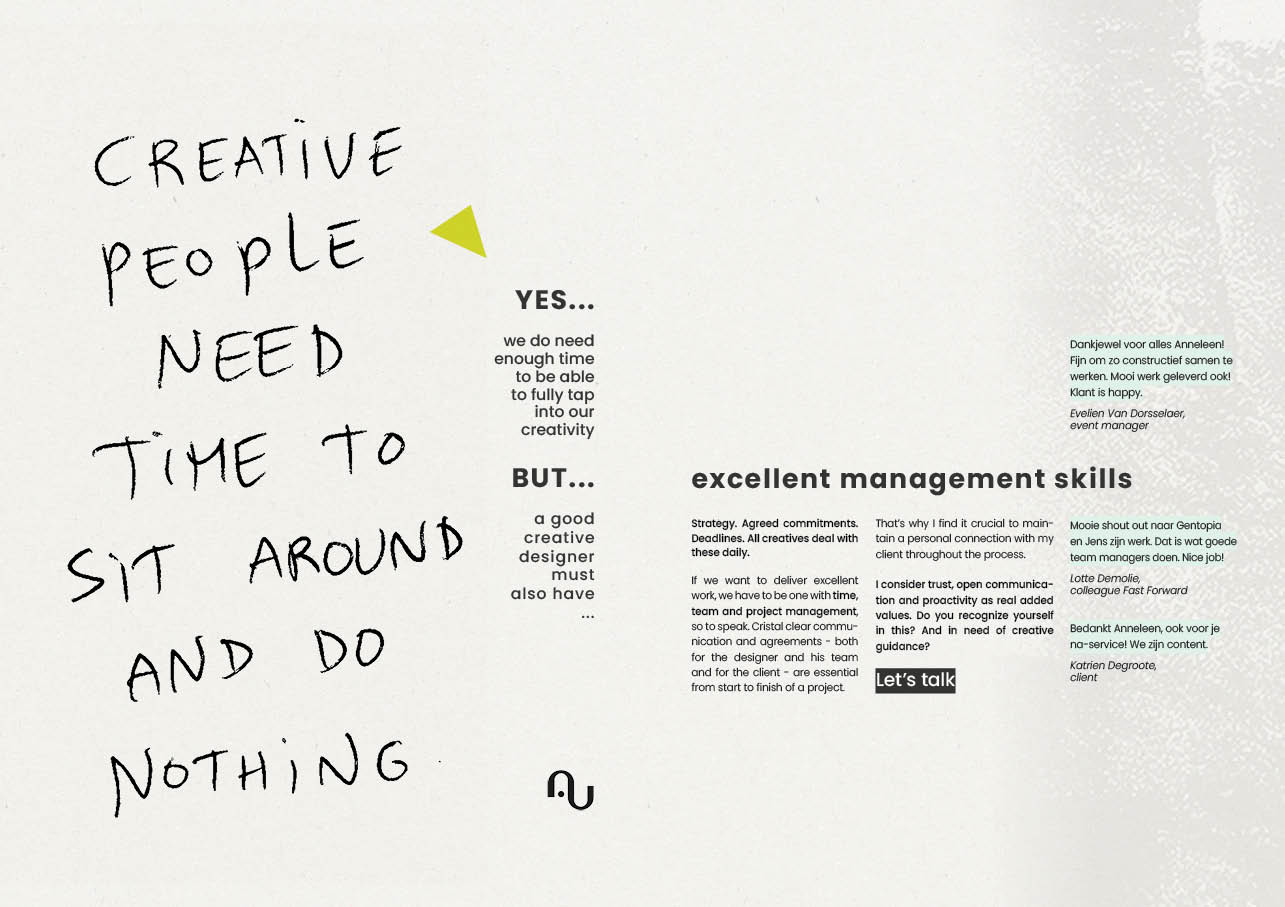 CREATIVE
PEOPLE
NEED
TIME TO
SIT AROUND
AND DO
NOTHING
YES...
we do need
enough time
to be able
to fully tap
into our
creativity
BUT...
a good
creative
designer
must
also have
...
excellent management skills
Strategy. Agreed commitments.
Deadlines. All creatives deal with
these daily.
If we want to deliver excellent
work, we have to be one with time,
team and project management,
so to speak. Cristal clear commu-
nication and agreements - both
for the designer and his team
and for the client - are essential
from start to finish of a project.
That's why I find it crucial to main-
tain a personal connection with my
client throughout the process.
I consider trust, open communica-
tion and proactivity as real added
values. Do you recognize yourself
in this? And in need of creative
guidance?
Let's talk
Dankjewel voor alles Anneleen!
Fijn om zo constructief samen te
werken. Mooi werk geleverd ook!
Klant is happy.
Evelien Van Dorsselaer,
event manager
Mooie shout out naar Gentopia
en Jens zijn werk. Dat is wat goede
team managers doen. Nice job!
Lotte Demolie,
colleague Fast Forward
Bedankt Anneleen, ook voor je
na-service! We zijn content.
Katrien Degroote,
client